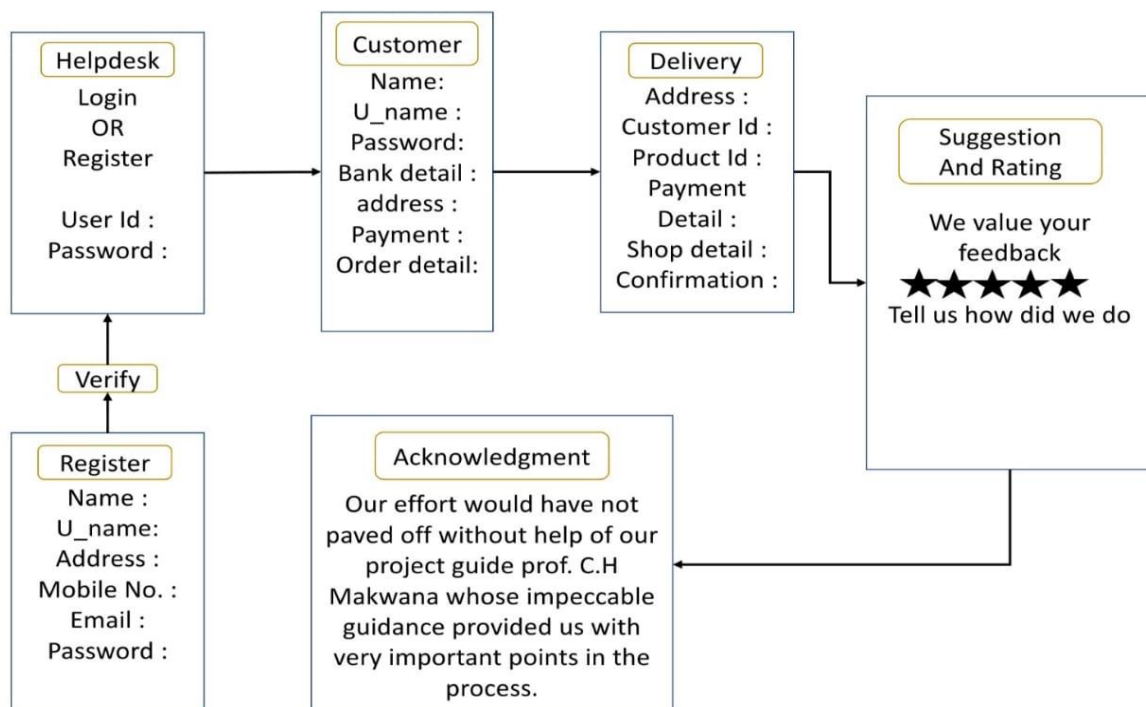 Helpdesk
Login
OR
Register
User Id :
Password :
Customer
Name:
U_name :
Password:
Bank detail :
address :
Payment :
Order detail:
Delivery
Address :
Customer Id :
Product Id :
Payment
Detail :
Shop detail :
Confirmation :
Suggestion
And Rating
We value your
feedback
Tell us how did we do
Verify
Register
Name :
U_name:
Address :
Mobile No. :
Email :
Password :
Acknowledgment
Our effort would have not
paved off without help of our
project guide prof. C.H
Makwana whose impeccable
guidance provided us with
very important points in the
process.